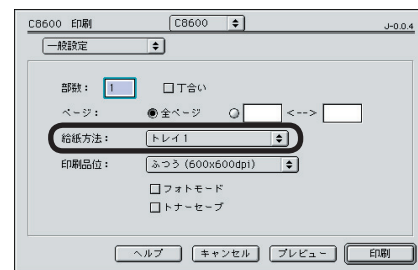 C8600 印刷 C8600 J-0.0.4
一般設定
部数： 1 丁合い
ページ： 全ページ <-->
給紙方法： トレイ1
印刷品位： ふつう (600x600dpi)
フォトモード
トナーセーブ
ヘルプ キャンセル プレビュー 印刷